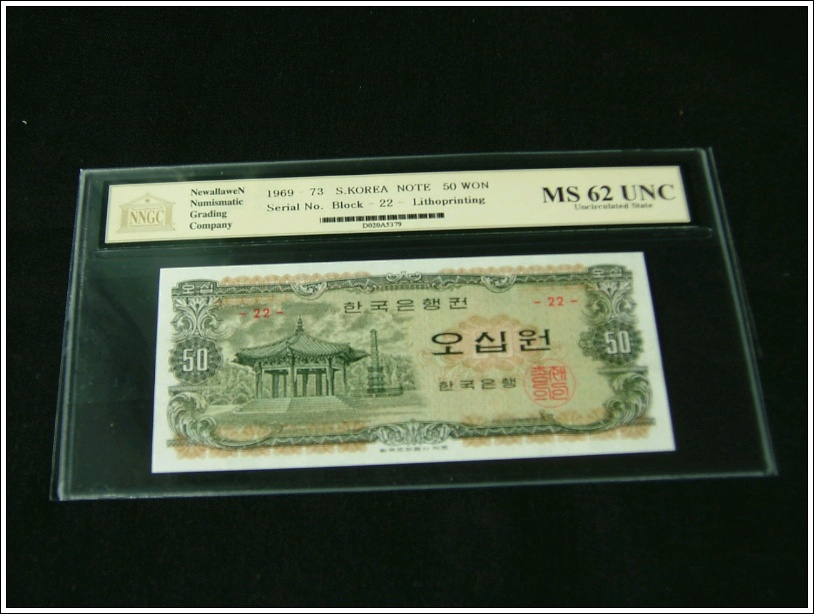 NNGC
NewallaweN
Numismatic
Grading
Company
1969 - 73 S.KOREA NOTE 50 WON
Serial No. Block - 22 - Lithoprinting
D020A5379
MS 62 UNC
Uncirculated State
오십
오십
- 22 -
한국은행권
- 22 -
50
오십원
50
한국은행